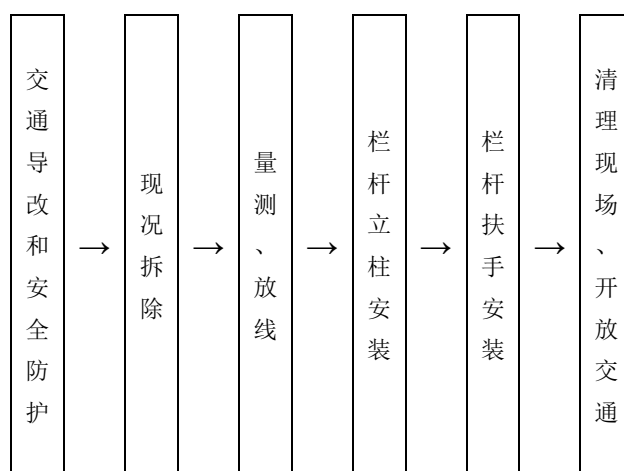 交通导改和安全防护
→
现况拆除
→
量测、放线
→
栏杆立柱安装
→
栏杆扶手安装
→
清理现场、开放交通